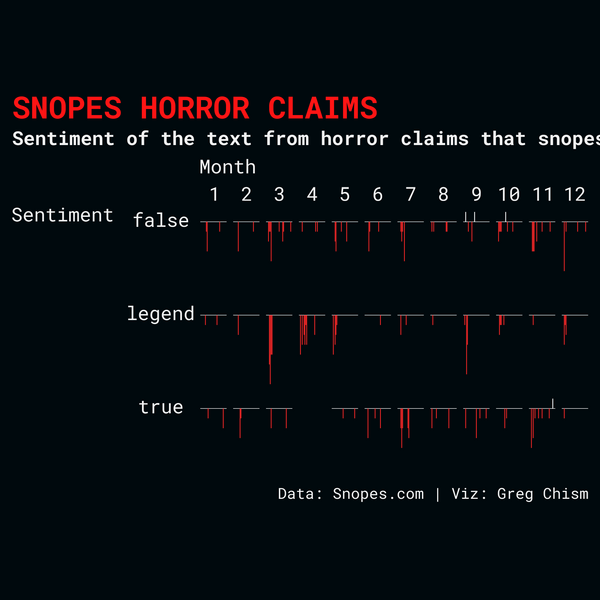 SNOPES HORROR CLAIMS
Sentiment of the text from horror claims that snopes
Month
1 2 3 4 5 6 7 8 9 10 11 12
Sentiment false
legend
true
Data: Snopes.com | Viz: Greg Chism